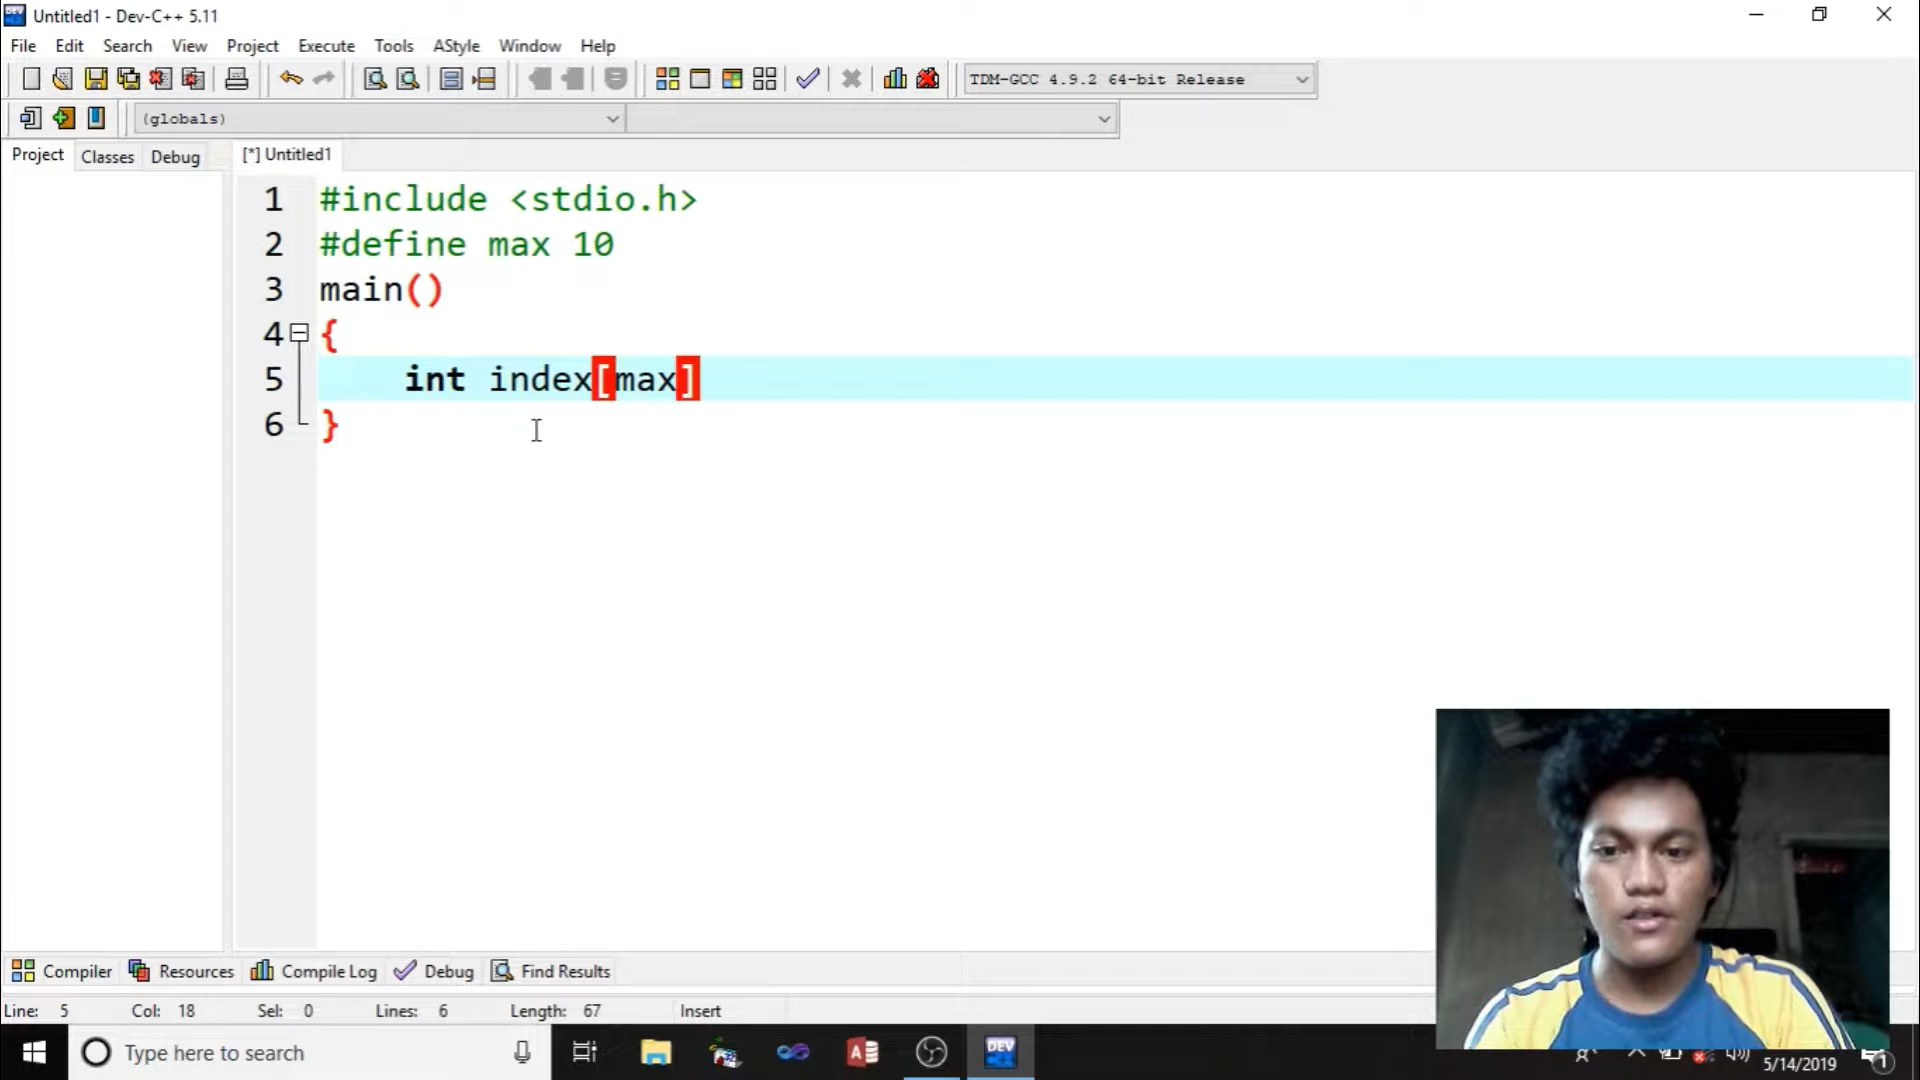 Untitled1 - Dev-C++ 5.11
File Edit Search View Project Execute Tools AStyle Window Help
TDM-GCC 4.9.2 64-bit Release
(globals)
Project Classes Debug [*] Untitled1
1 #include <stdio.h>
2 #define max 10
3 main()
4 {
5 int index[max]
6 }
Compiler Resources Compile Log Debug Find Results
Line: 5 Col: 18 Sel: 0 Lines: 6 Length: 67 Insert
Type here to search
DEV
5/14/2019
1